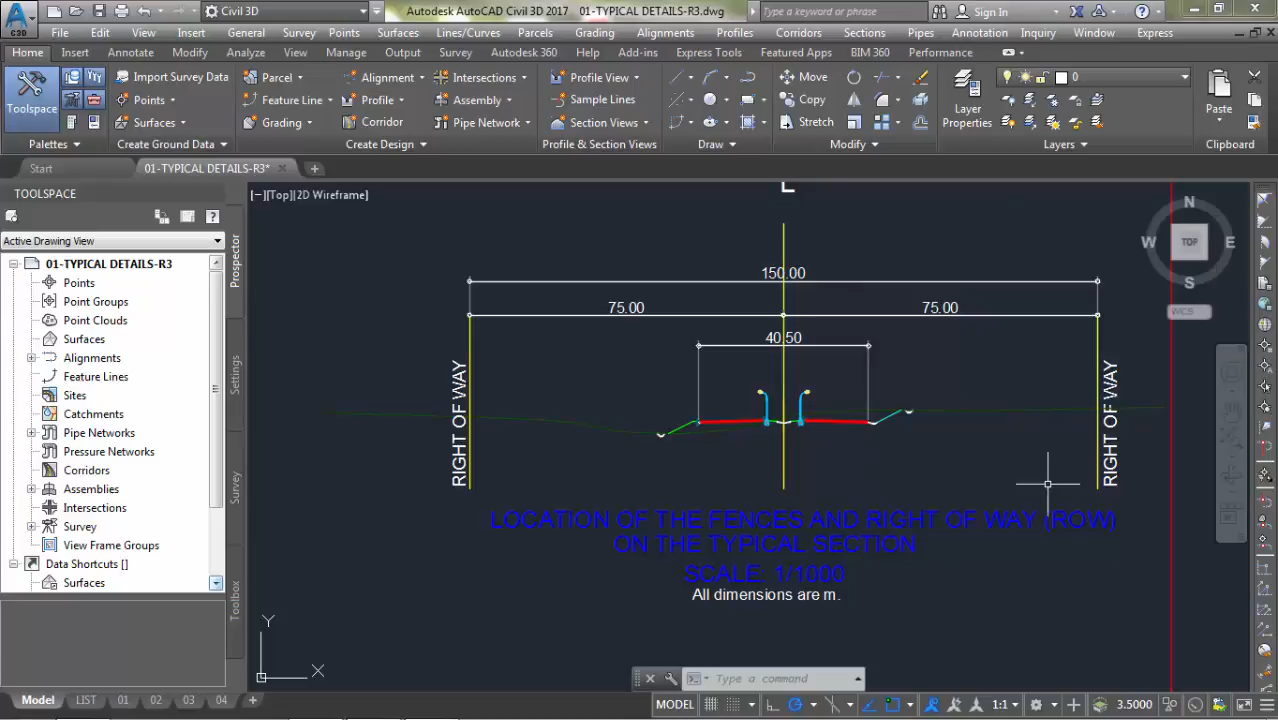 A
C3D
Civil 3D
Autodesk AutoCAD Civil 3D 2017 01-TYPICAL DETAILS-R3.dwg
Type a keyword or phrase
Sign In
File Edit View Insert General Survey Points Surfaces Lines/Curves Parcels Grading Alignments Profiles Corridors Sections Pipes Annotation Inquiry Window Express
Home Insert Annotate Modify Analyze View Manage Output Survey Autodesk 360 Help Add-ins Express Tools Featured Apps BIM 360 Performance
Toolspace
Import Survey Data
Points
Surfaces
Parcel
Feature Line
Grading
Alignment
Profile
Corridor
Intersections
Assembly
Pipe Network
Profile View
Sample Lines
Section Views
Move
Copy
Stretch
Layer
Properties
0
Paste
Palettes
Create Ground Data
Create Design
Profile & Section Views
Draw
Modify
Layers
Clipboard
Start
01-TYPICAL DETAILS-R3*
TOOLSPACE
Active Drawing View
01-TYPICAL DETAILS-R3
Points
Point Groups
Point Clouds
Surfaces
Alignments
Feature Lines
Sites
Catchments
Pipe Networks
Pressure Networks
Corridors
Assemblies
Intersections
Survey
View Frame Groups
Data Shortcuts []
Surfaces
Prospector
Settings
Survey
Toolbox
[−][Top][2D Wireframe]
L
N
W
TOP
E
S
WCS
150.00
75.00
75.00
40.50
RIGHT OF WAY
RIGHT OF WAY
LOCATION OF THE FENCES AND RIGHT OF WAY (ROW)
ON THE TYPICAL SECTION
SCALE: 1/1000
All dimensions are m.
Y
X
Type a command
Model LIST 01 02 03 04
MODEL
1:1
3.5000